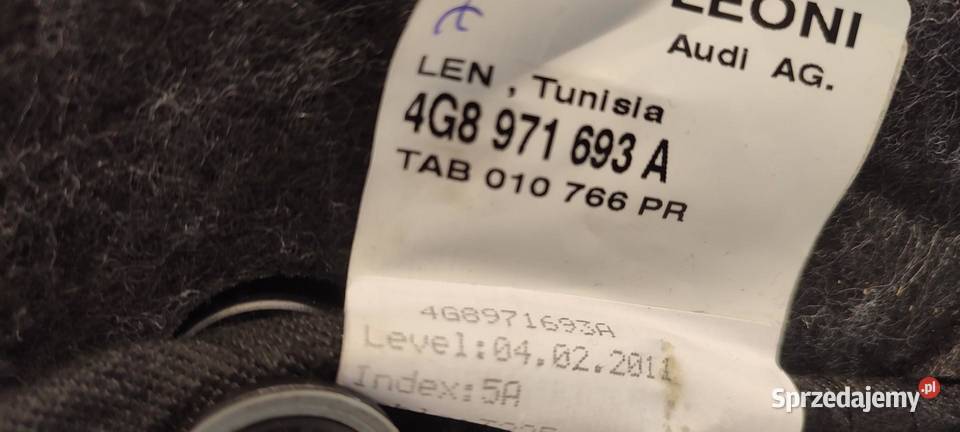 LEONI
Audi AG.
LEN , Tunisia
4G8 971 693 A
TAB 010 766 PR
4G8971693A
Level:04.02.2011
Index:5A
Sprzedajemy.pl